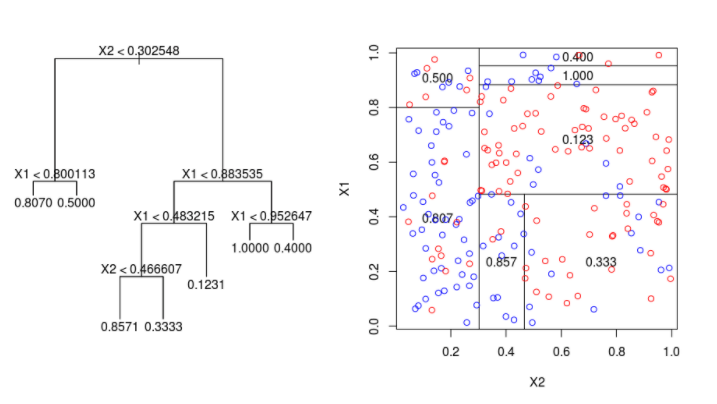 X2 < 0.302548
X1 < 0.800113
X1 < 0.883535
0.8070 0.5000
X1 < 0.483215
X1 < 0.952647
1.0000 0.4000
X2 < 0.466607
0.1231
0.8571 0.3333
1.0
0.8
0.6
0.4
0.2
0.0
X1
0.400
0.500
1.000
0.123
0.807
0.857
0.333
0.2
0.4
0.6
0.8
1.0
X2